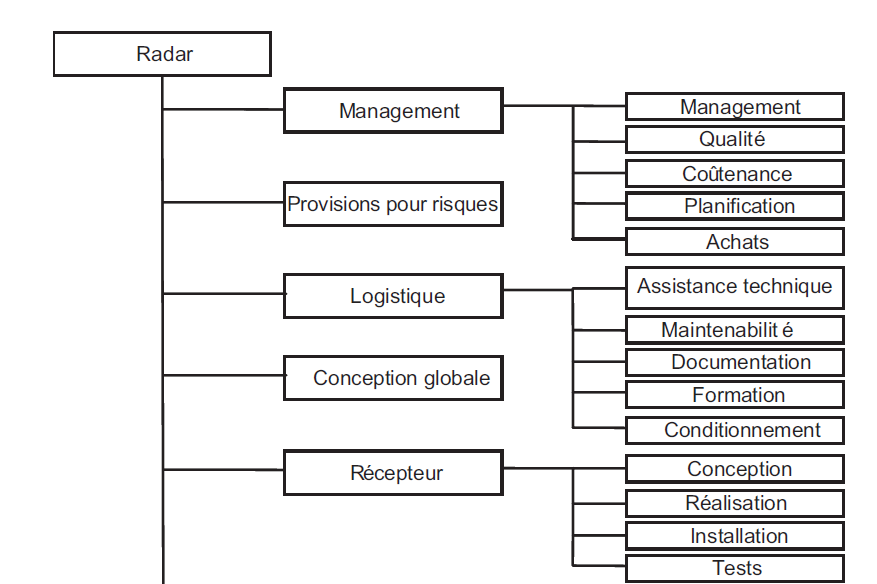 Radar
Management
Management
Qualité
Coûtenance
Planification
Achats
Provisions pour risques
Logistique
Assistance technique
Maintenabilité
Documentation
Formation
Conditionnement
Conception globale
Récepteur
Conception
Réalisation
Installation
Tests